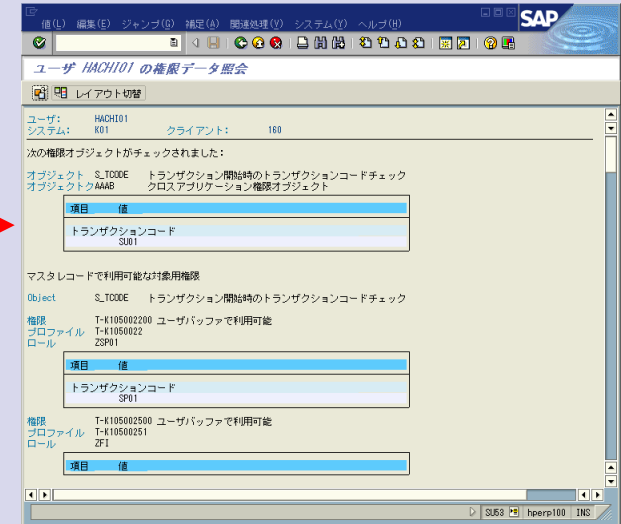 値(L) 編集(E) ジャンプ(G) 補足(A) 関連処理(V) システム(Y) ヘルプ(H)
SAP
ユーザ HACHI01 の権限データ照会
レイアウト切替
ユーザ: HACHI01
システム: K01 クライアント: 160
次の権限オブジェクトがチェックされました:
オブジェクト S_TCODE トランザクション開始時のトランザクションコードチェック
オブジェクトクAAAB クロスアプリケーション権限オブジェクト
項目 値
トランザクションコード
SU01
マスタレコードで利用可能な対象用権限
Object S_TCODE トランザクション開始時のトランザクションコードチェック
権限 T-K105002200 ユーザバッファで利用可能
プロファイル T-K1050022
ロール ZSP01
項目 値
トランザクションコード
SP01
権限 T-K105002500 ユーザバッファで利用可能
プロファイル T-K10500251
ロール ZFI
項目 値
SU53 hperp100 INS